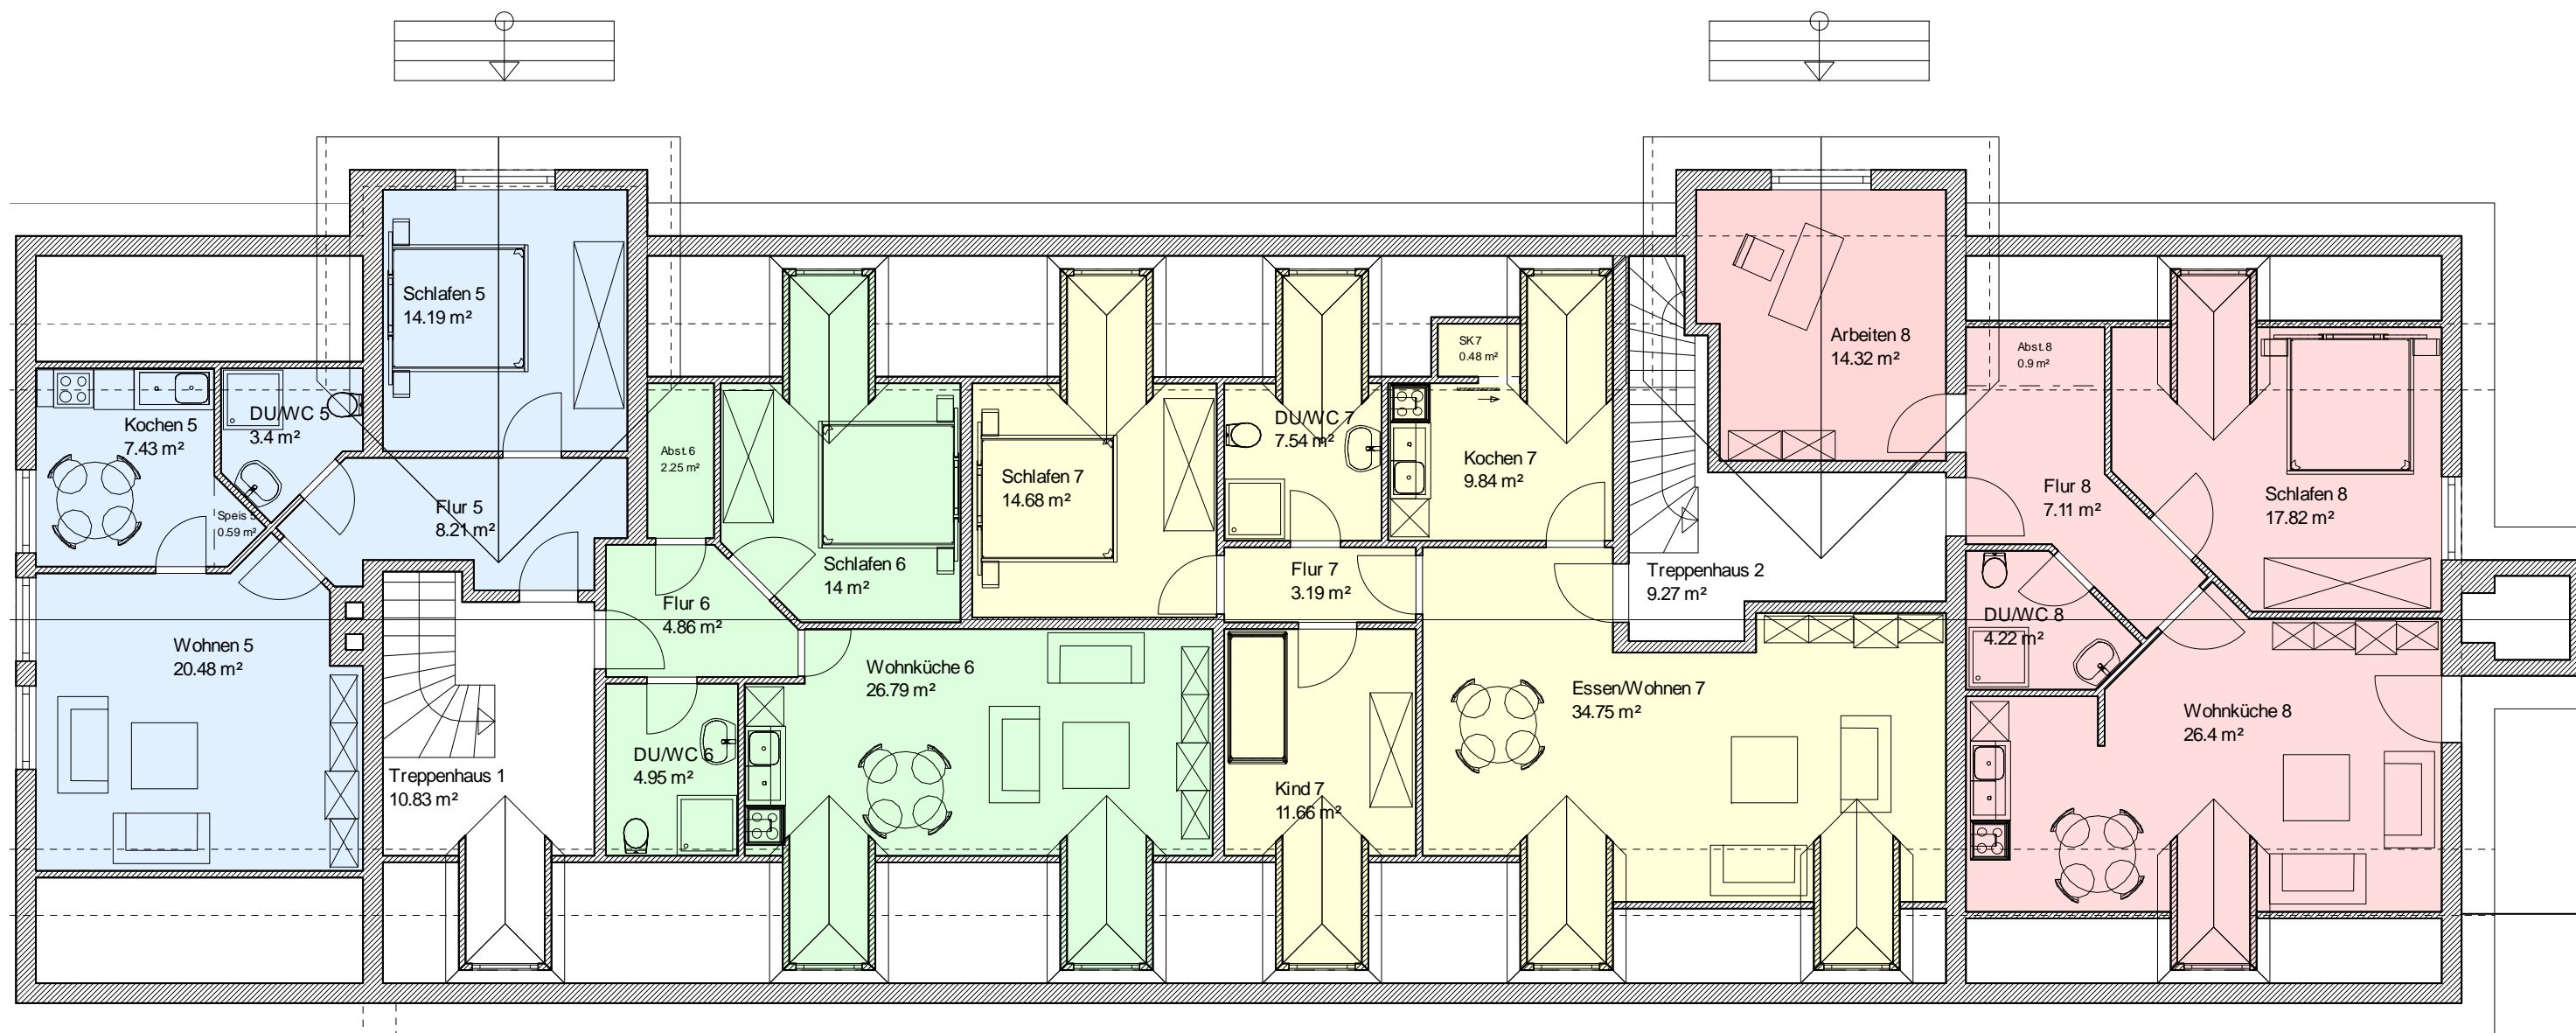 Schlafen 5
14.19 m²
Kochen 5
7.43 m²
DU/WC 5
3.4 m²
Speis 5
0.59 m²
Flur 5
8.21 m²
Wohnen 5
20.48 m²
Treppenhaus 1
10.83 m²
Abst.6
2.25 m²
Schlafen 6
14 m²
Flur 6
4.86 m²
Wohnküche 6
26.79 m²
DU/WC 6
4.95 m²
Schlafen 7
14.68 m²
DU/WC 7
7.54 m²
SK7
0.48 m²
Kochen 7
9.84 m²
Flur 7
3.19 m²
Kind 7
11.66 m²
Essen/Wohnen 7
34.75 m²
Treppenhaus 2
9.27 m²
Arbeiten 8
14.32 m²
Abst.8
0.9 m²
Flur 8
7.11 m²
Schlafen 8
17.82 m²
DU/WC 8
4.22 m²
Wohnküche 8
26.4 m²